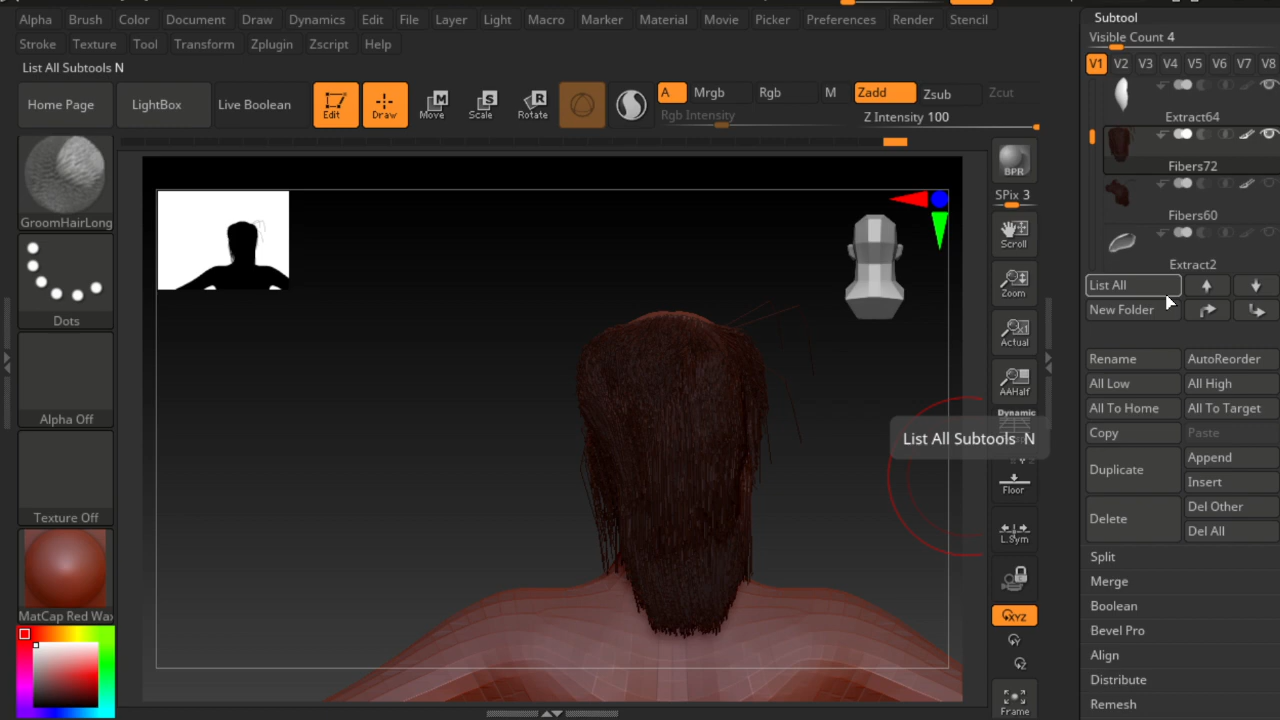 Alpha Brush Color Document Draw Dynamics Edit File Layer Light Macro Marker Material Movie Picker Preferences Render Stencil
Stroke Texture Tool Transform Zplugin Zscript Help
List All Subtools N
Home Page LightBox Live Boolean Edit Draw Move Scale Rotate
A Mrgb Rgb M Zadd Zsub Zcut
Rgb Intensity Z Intensity 100
GroomHairLong
Dots
Alpha Off
Texture Off
MatCap Red Wax
BPR
SPix 3
Scroll
Zoom
Actual
AAHalf
Dynamic
List All Subtools N
Floor
L.Sym
XYZ
Y
Z
Frame
Subtool
Visible Count 4
V1 V2 V3 V4 V5 V6 V7 V8
Extract64
Fibers72
Fibers60
Extract2
List All
New Folder
Rename AutoReorder
All Low All High
All To Home All To Target
Copy Paste
Duplicate Append
Insert
Delete Del Other
Del All
Split
Merge
Boolean
Bevel Pro
Align
Distribute
Remesh